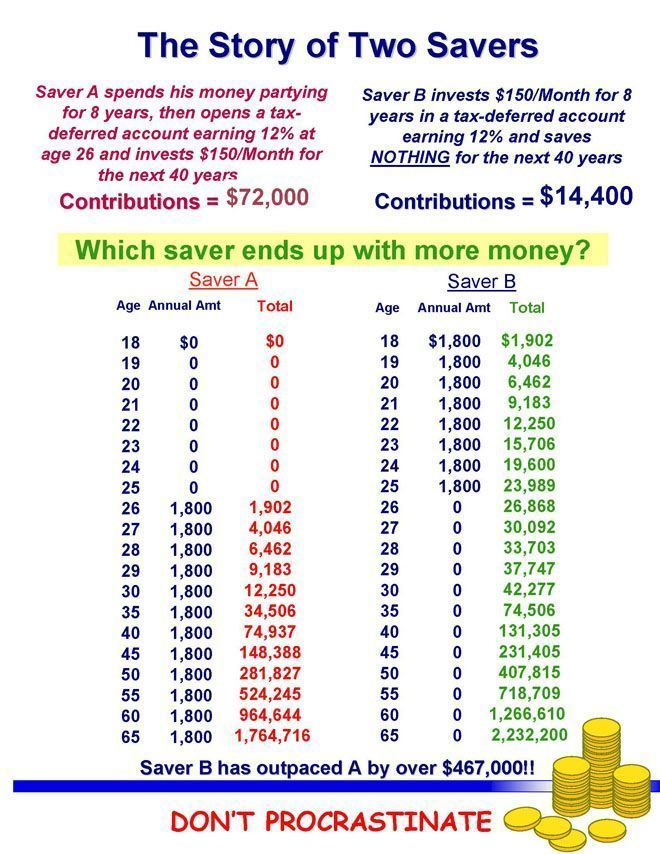 The Story of Two Savers
Saver A spends his money partying
for 8 years, then opens a tax-
deferred account earning 12% at
age 26 and invests $150/Month for
the next 40 years
Contributions = $72,000
Saver B invests $150/Month for 8
years in a tax-deferred account
earning 12% and saves
NOTHING for the next 40 years
Contributions = $14,400
Which saver ends up with more money?
Saver A
Age Annual Amt Total
18 $0 $0
19 0 0
20 0 0
21 0 0
22 0 0
23 0 0
24 0 0
25 0 0
26 1,800 1,902
27 1,800 4,046
28 1,800 6,462
29 1,800 9,183
30 1,800 12,250
35 1,800 34,506
40 1,800 74,937
45 1,800 148,388
50 1,800 281,827
55 1,800 524,245
60 1,800 964,644
65 1,800 1,764,716
Saver B
Age Annual Amt Total
18 $1,800 $1,902
19 1,800 4,046
20 1,800 6,462
21 1,800 9,183
22 1,800 12,250
23 1,800 15,706
24 1,800 19,600
25 1,800 23,989
26 0 26,868
27 0 30,092
28 0 33,703
29 0 37,747
30 0 42,277
35 0 74,506
40 0 131,305
45 0 231,405
50 0 407,815
55 0 718,709
60 0 1,266,610
65 0 2,232,200
Saver B has outpaced A by over $467,000!!
DON'T PROCRASTINATE